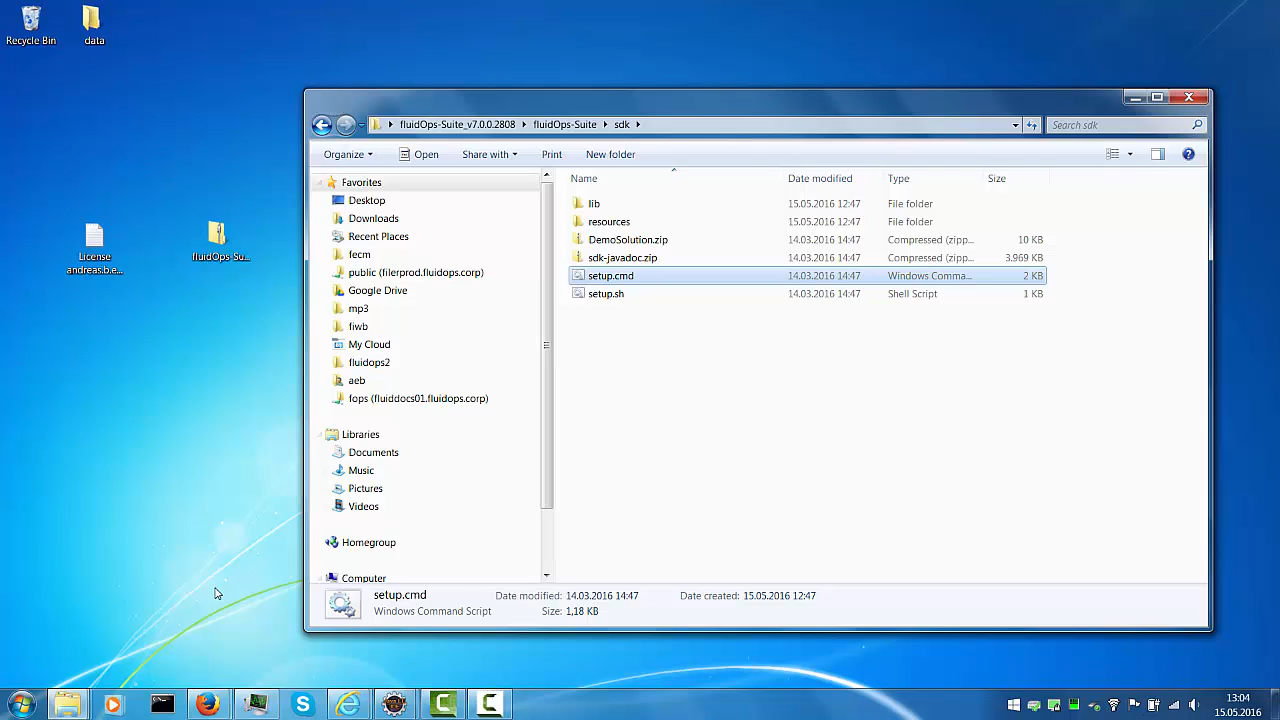 Recycle Bin
data
License
andreas.b.e...
fluidOps-Su...
fluidOps-Suite_v7.0.0.2808
fluidOps-Suite
sdk
Search sdk
Organize
Open
Share with
Print
New folder
Favorites
Desktop
Downloads
Recent Places
fecm
public (filerprod.fluidops.corp)
Google Drive
mp3
fiwb
My Cloud
fluidops2
aeb
fops (fluiddocs01.fluidops.corp)
Libraries
Documents
Music
Pictures
Videos
Homegroup
Computer
Name Date modified Type Size
lib 15.05.2016 12:47 File folder
resources 15.05.2016 12:47 File folder
DemoSolution.zip 14.03.2016 14:47 Compressed (zipp... 10 KB
sdk-javadoc.zip 14.03.2016 14:47 Compressed (zipp... 3.969 KB
setup.cmd 14.03.2016 14:47 Windows Comma... 2 KB
setup.sh 14.03.2016 14:47 Shell Script 1 KB
setup.cmd Date modified: 14.03.2016 14:47 Date created: 15.05.2016 12:47
Windows Command Script Size: 1,18 KB
13:04
15.05.2016